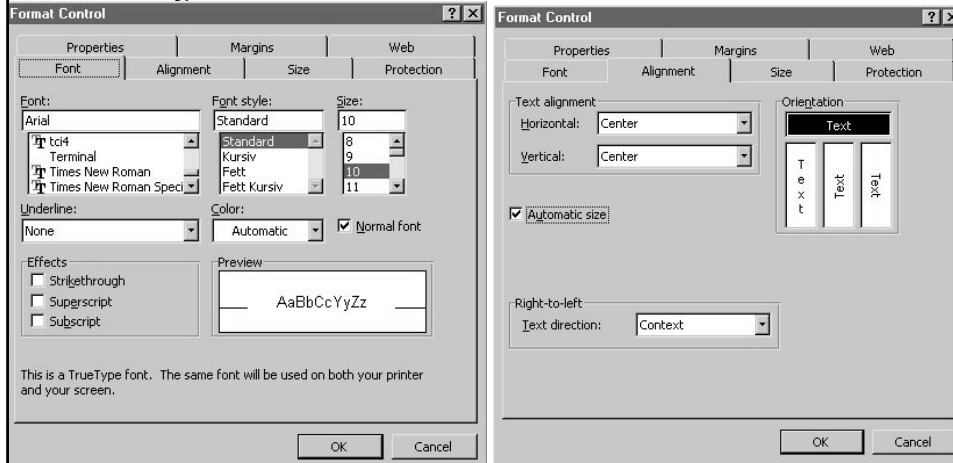 Format Control
Properties
Margins
Web
Font
Alignment
Size
Protection
Font:
Font style:
Size:
Arial
Standard
10
tci4
Terminal
Times New Roman
Times New Roman Speci
Standard
Kursiv
Fett
Fett Kursiv
8
9
10
11
Underline:
Color:
None
Automatic
Normal font
Effects
Strikethrough
Superscript
Subscript
Preview
AaBbCcYyZz
This is a TrueType font. The same font will be used on both your printer
and your screen.
OK
Cancel
Format Control
Properties
Margins
Web
Font
Alignment
Size
Protection
Text alignment
Horizontal:
Center
Vertical:
Center
Orientation
Text
Text
Text
Text
Automatic size
Right-to-left
Text direction:
Context
OK
Cancel